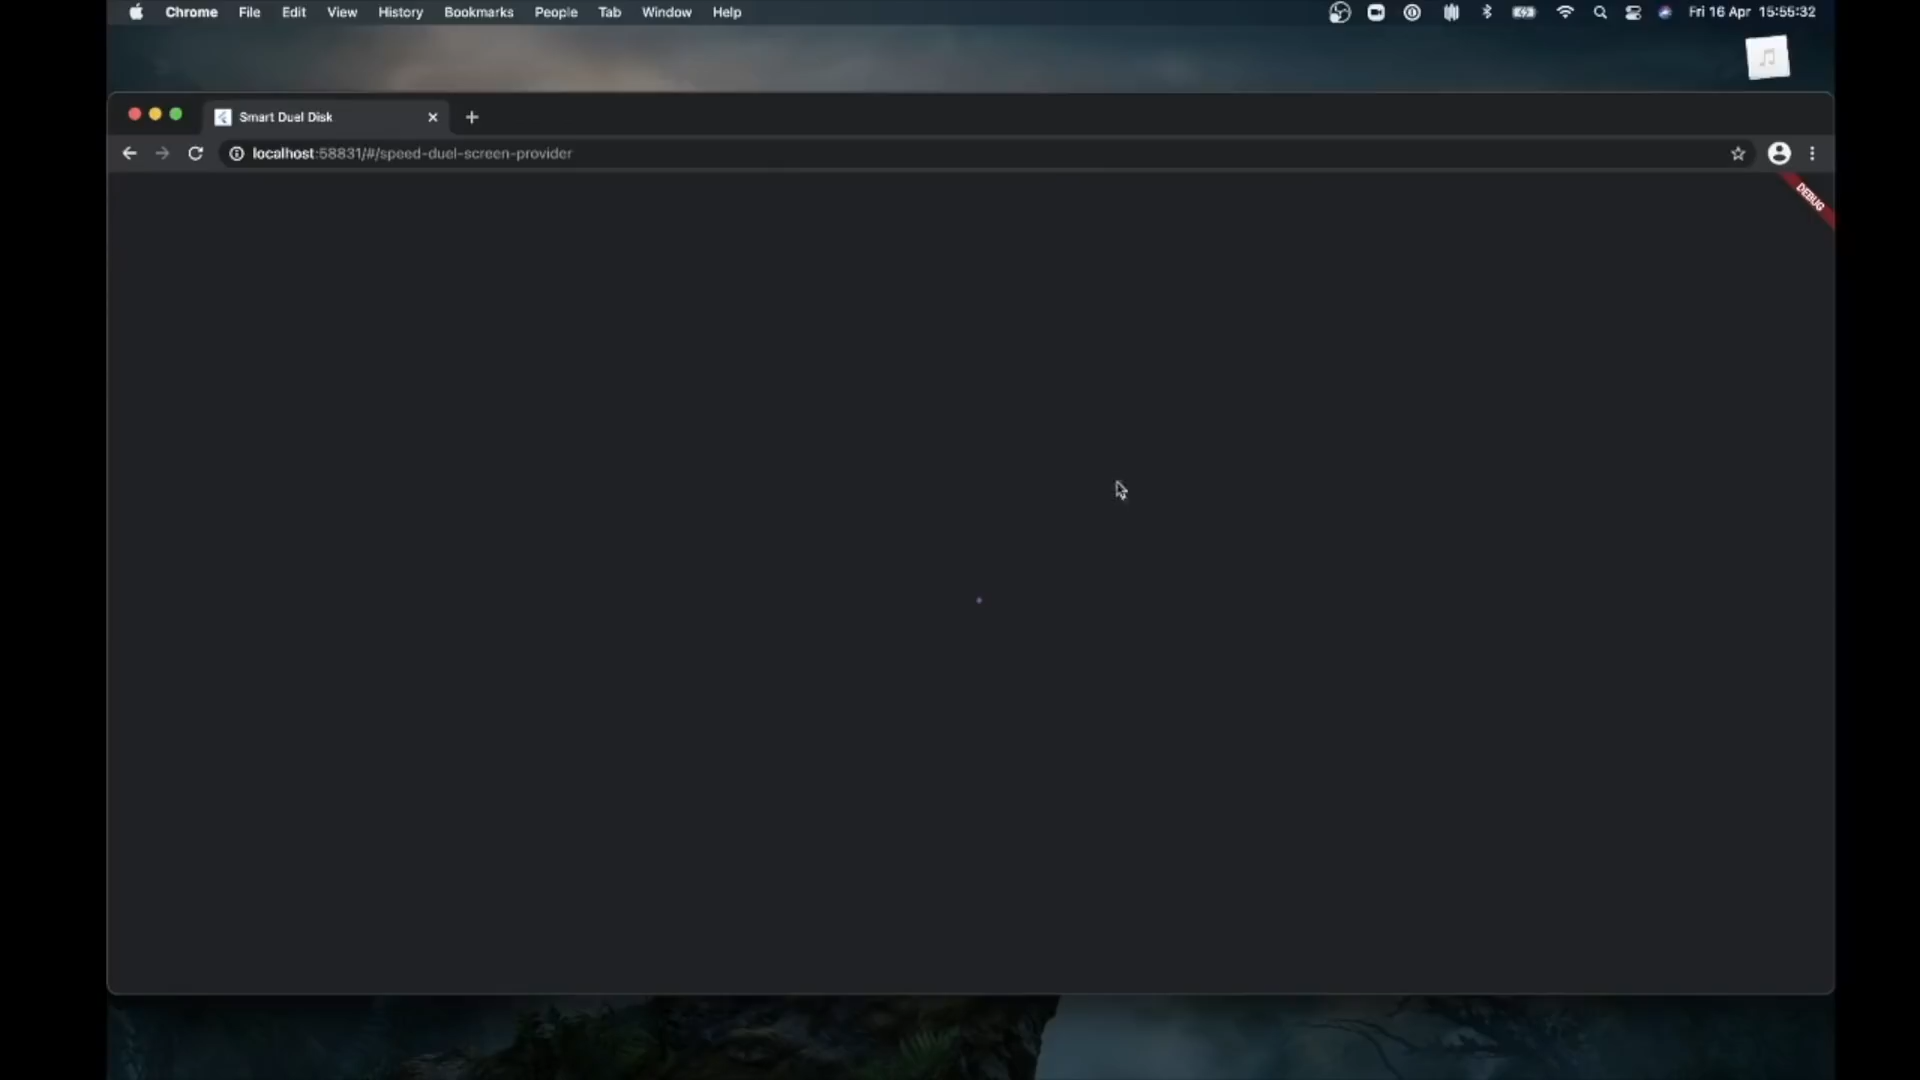 Chrome File Edit View History Bookmarks People Tab Window Help Fri 16 Apr 15:55:32
Smart Duel Disk
localhost:58831/#/speed-duel-screen-provider
DEBUG